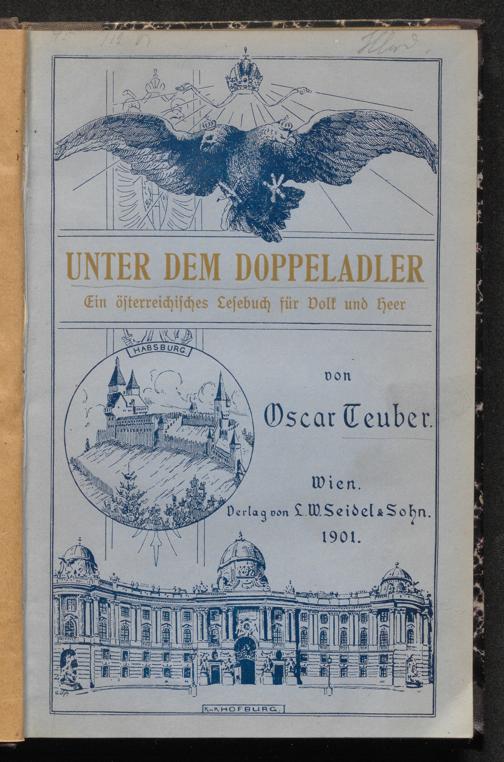 UNTER DEM DOPPELADLER
Ein österreichisches Lesebuch für Volk und Heer
HABSBURG
von
Oscar Teuber.
Wien.
Verlag von L. W. Seidel & Sohn.
1901.
K.u.K. HOFBURG.